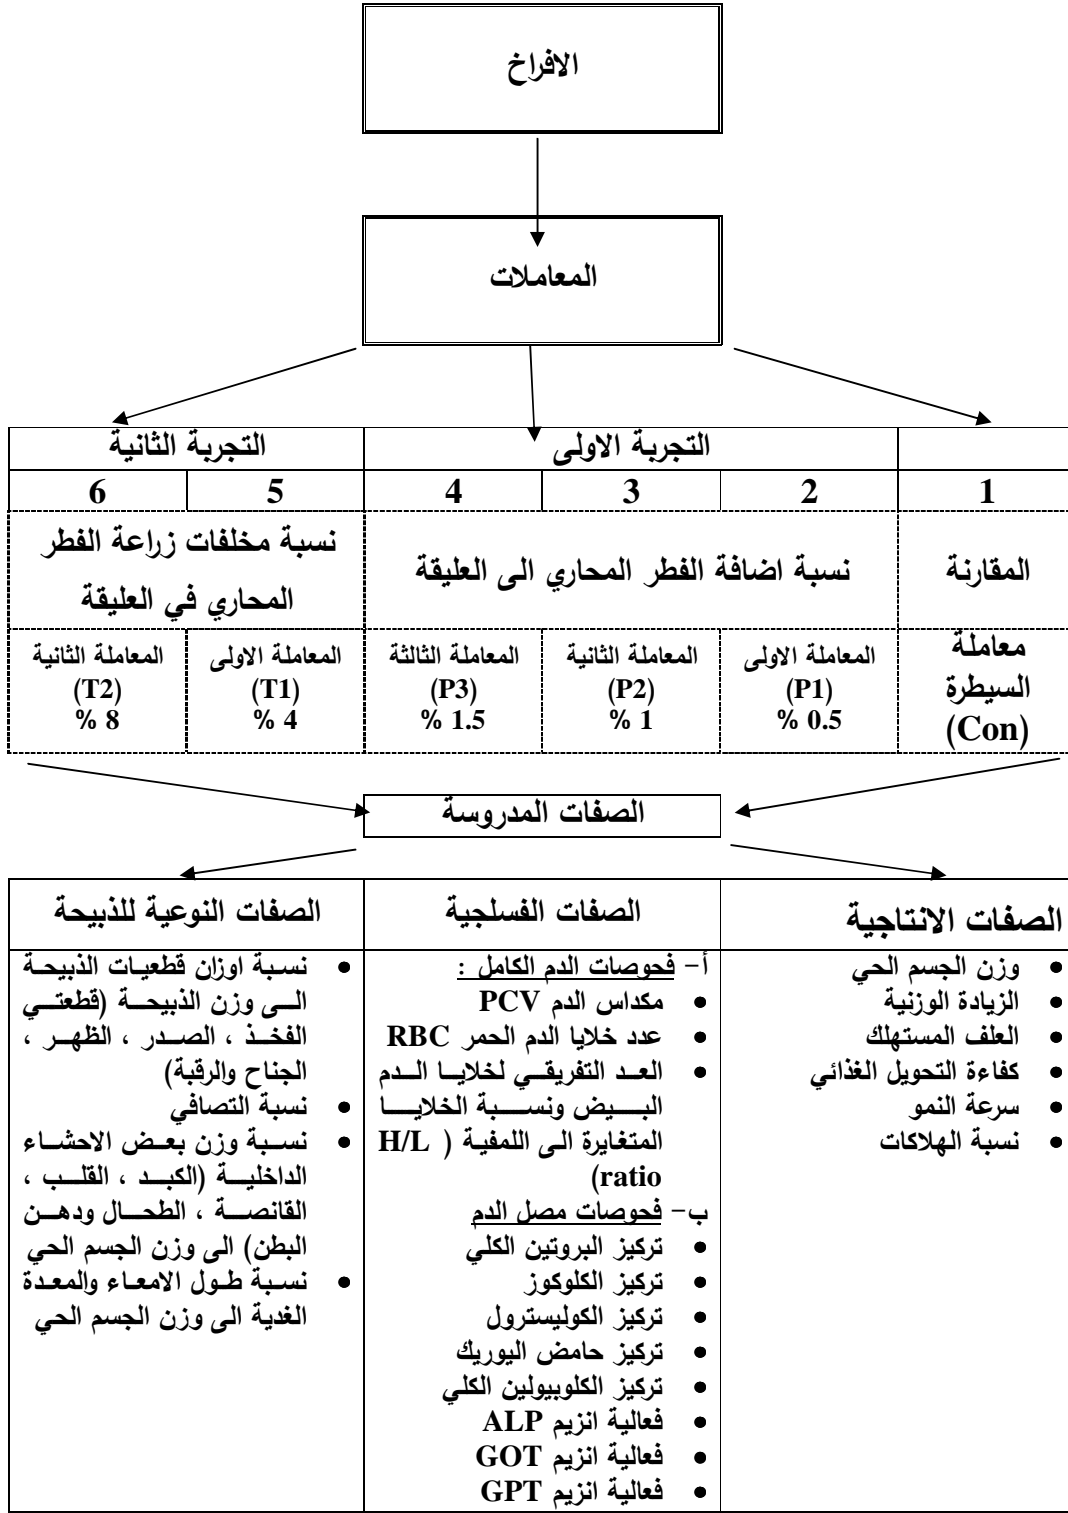 الافراخ
المعاملات
التجربة الاولى
التجربة الثانية
1
2
3
4
5
6
المقارنة
نسبة اضافة الفطر المحاري الى العليقة
نسبة مخلفات زراعة الفطر
المحاري في العليقة
معاملة
السيطرة
(Con)
المعاملة الاولى
(P1)
0.5 %
المعاملة الثانية
(P2)
1 %
المعاملة الثالثة
(P3)
1.5 %
المعاملة الاولى
(T1)
4 %
المعاملة الثانية
(T2)
8 %
الصفات المدروسة
الصفات الانتاجية
• وزن الجسم الحي
• الزيادة الوزنية
• العلف المستهلك
• كفاءة التحويل الغذائي
• سرعة النمو
• نسبة الهلاكات
الصفات الفسلجية
أ- فحوصات الدم الكامل :
• مكداس الدم PCV
• عدد خلايا الدم الحمر RBC
• العد التفريقي لخلايا الدم
البيض ونسبة الخلايا
المتغايرة الى اللمفية ( H/L
ratio)
ب- فحوصات مصل الدم
• تركيز البروتين الكلي
• تركيز الكلوكوز
• تركيز الكوليسترول
• تركيز حامض اليوريك
• تركيز الكلوبيولين الكلي
• فعالية انزيم ALP
• فعالية انزيم GOT
• فعالية انزيم GPT
الصفات النوعية للذبيحة
• نسبة اوزان قطعيات الذبيحة
الى وزن الذبيحة (قطعتي
الفخذ ، الصدر ، الظهر ،
الجناح والرقبة)
• نسبة التصافي
• نسبة وزن بعض الاحشاء
الداخلية (الكبد ، القلب ،
القانصة ، الطحال ودهن
البطن) الى وزن الجسم الحي
• نسبة طول الامعاء والمعدة
الغدية الى وزن الجسم الحي